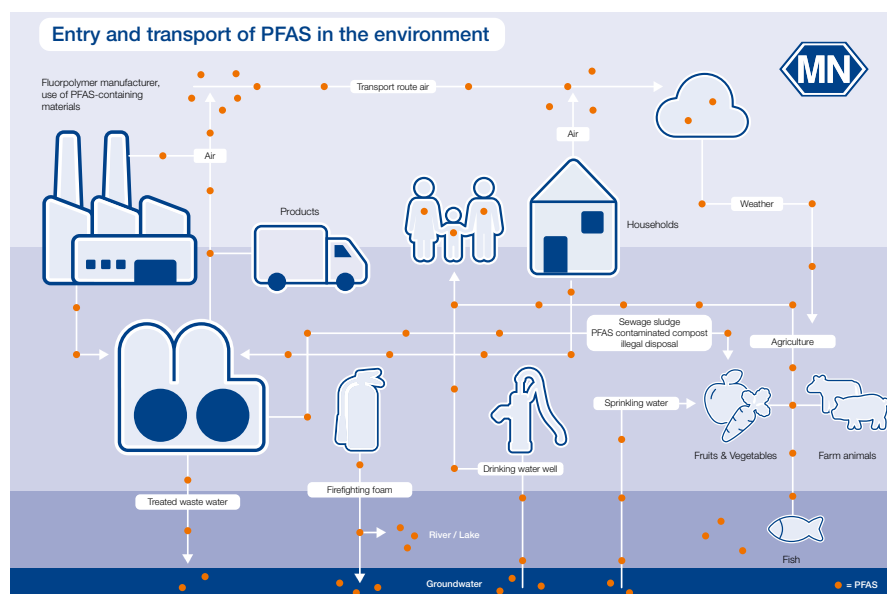 Entry and transport of PFAS in the environment
MN
Fluorpolymer manufacturer,
use of PFAS-containing
materials
Transport route air
Air
Air
Products
Households
Weather
Sewage sludge
PFAS contaminated compost
illegal disposal
Agriculture
Sprinkling water
Fruits & Vegetables
Farm animals
Drinking water well
Firefighting foam
Treated waste water
River / Lake
Fish
Groundwater
= PFAS